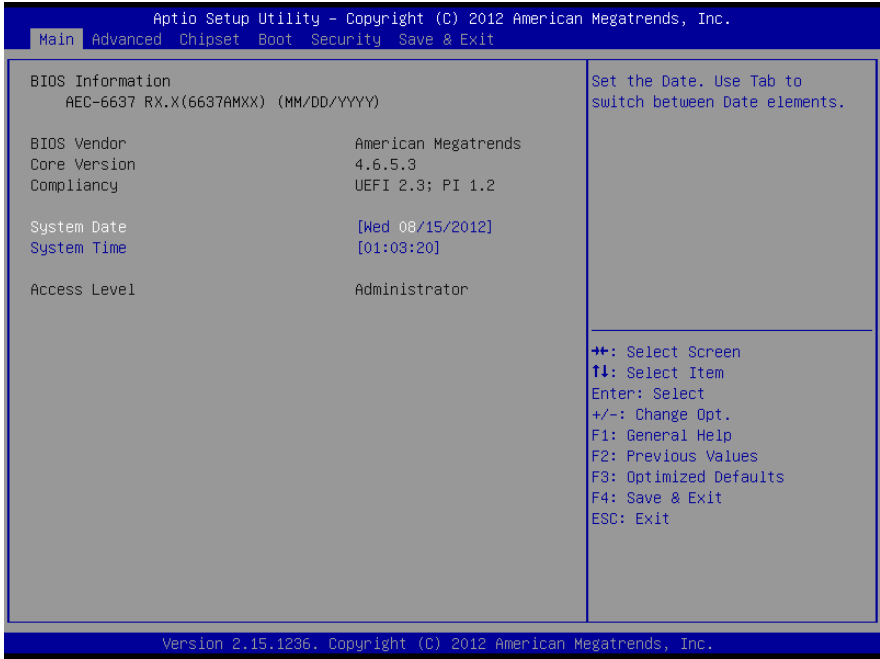 Aptio Setup Utility – Copyright (C) 2012 American Megatrends, Inc.
Main Advanced Chipset Boot Security Save & Exit
BIOS Information
AEC-6637 RX.X(6637AMXX) (MM/DD/YYYY)
BIOS Vendor American Megatrends
Core Version 4.6.5.3
Compliancy UEFI 2.3; PI 1.2
System Date [Wed 08/15/2012]
System Time [01:03:20]
Access Level Administrator
Set the Date. Use Tab to
switch between Date elements.
→←: Select Screen
↑↓: Select Item
Enter: Select
+/-: Change Opt.
F1: General Help
F2: Previous Values
F3: Optimized Defaults
F4: Save & Exit
ESC: Exit
Version 2.15.1236. Copyright (C) 2012 American Megatrends, Inc.